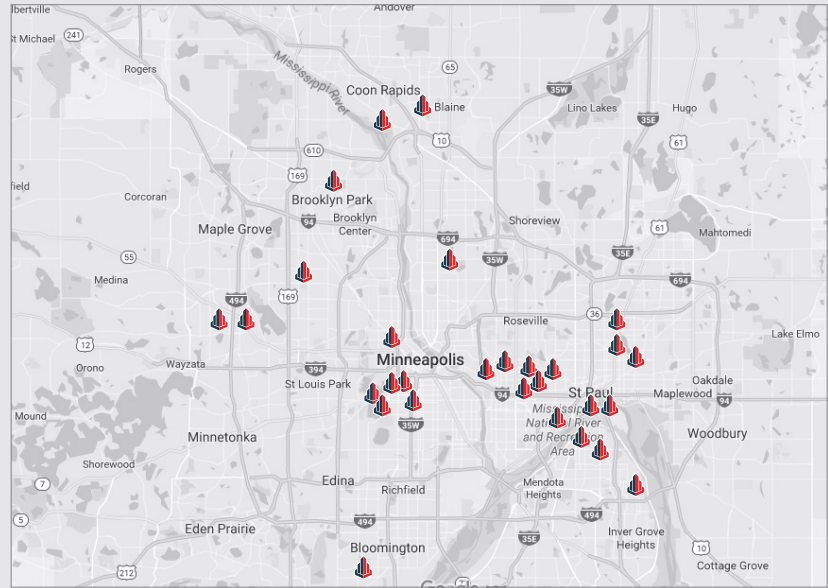 Andover
lbertville
241
t Michael
Rogers
65
Mississippi River
Coon Rapids
35W
Blaine
Lino Lakes
Hugo
35E
610
10
61
169
field
Corcoran
Brooklyn Park
Brooklyn
Center
94
Shoreview
Maple Grove
61
Mahtomedi
694
55
35W
35E
Medina
694
494
169
36
Roseville
12
Lake Elmo
Minneapolis
Orono
Wayzata
394
St Louis Park
94
St Paul
Oakdale
Maplewood
94
Mound
35W
and Recreation
Area
Minnetonka
Woodbury
Shorewood
7
Edina
Richfield
Mendota
Heights
5
494
494
Eden Prairie
35E
Inver Grove
Heights
Bloomington
10
212
Cottage Grove